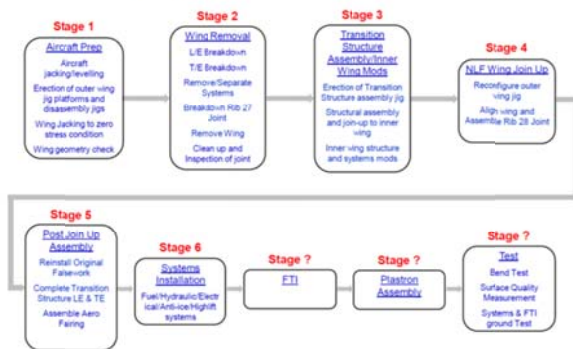 Stage 1
Aircraft Prep
Aircraft
jacking/levelling
Erection of outer wing
jig platforms and
disassembly jigs
Wing Jacking to zero
stress condition
Wing geometry check
Stage 2
Wing Removal
L/E Breakdown
T/E Breakdown
Remove/Separate
Systems
Breakdown Rib 27
Joint
Remove Wing
Clean up and
Inspection of joint
Stage 3
Transition
Structure
Assembly/Inner
Wing Mods
Erection of Transition
Structure assembly jig
Structural assembly
and join-up to inner
wing
Inner wing structure
and systems mods
Stage 4
NLF Wing Join Up
Reconfigure outer
wing jig
Align wing and
Assemble Rib 28 Joint
Stage 5
Post Join Up
Assembly
Reinstall Original
Falsework
Complete Transition
Structure LE & TE
Assemble Aero
Fairing
Stage 6
Systems
Installation
Fuel/Hydraulic/Electr
ical/Anti-ice/Highlift
systems
Stage ?
FTI
Stage ?
Plastron
Assembly
Stage ?
Test
Bend Test
Surface Quality
Measurement
Systems & FTI
ground Test